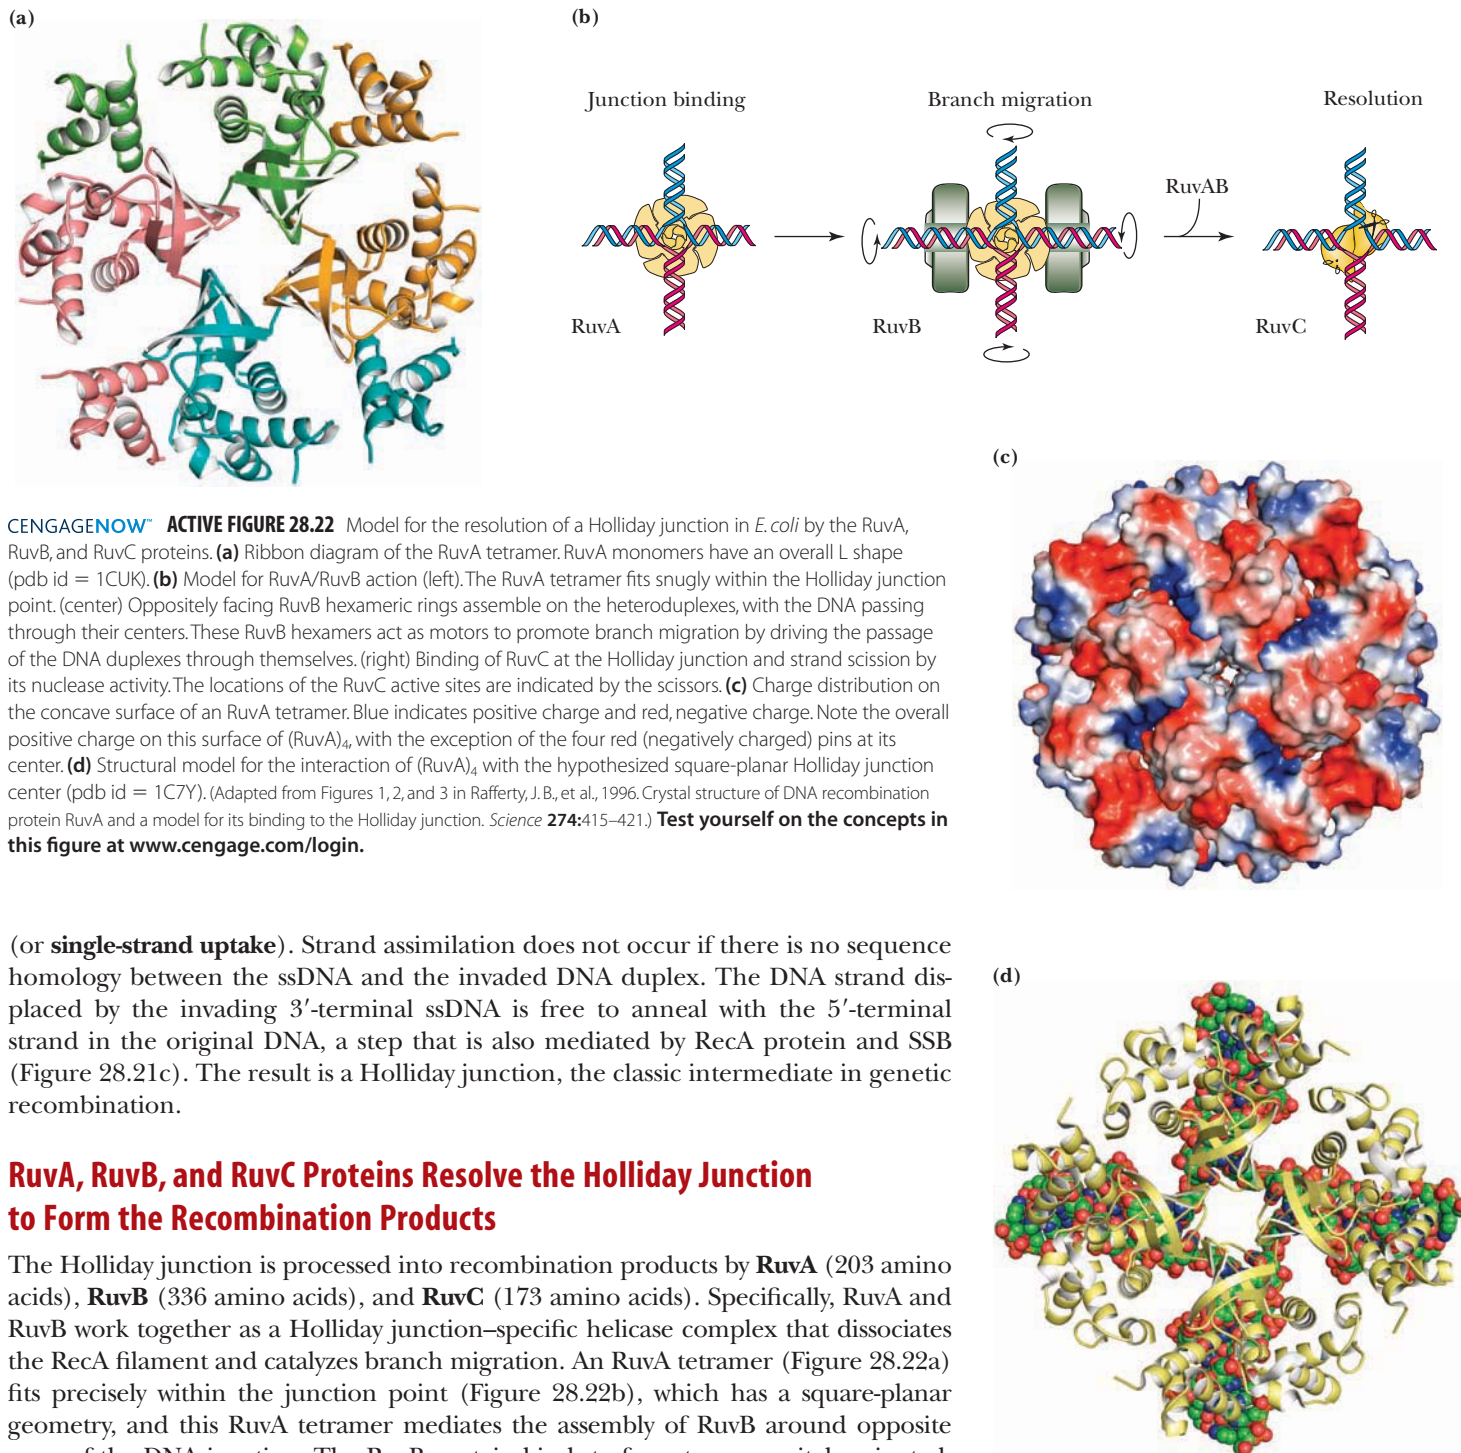 (a)
(b)
Junction binding
Branch migration
Resolution
RuvAB
RuvA
RuvB
RuvC
(c)
CENGAGENOW™ ACTIVE FIGURE 28.22 Model for the resolution of a Holliday junction in E. coli by the RuvA,
RuvB, and RuvC proteins. (a) Ribbon diagram of the RuvA tetramer. RuvA monomers have an overall L shape
(pdb id = 1CUK). (b) Model for RuvA/RuvB action (left). The RuvA tetramer fits snugly within the Holliday junction
point. (center) Oppositely facing RuvB hexameric rings assemble on the heteroduplexes, with the DNA passing
through their centers. These RuvB hexamers act as motors to promote branch migration by driving the passage
of the DNA duplexes through themselves. (right) Binding of RuvC at the Holliday junction and strand scission by
its nuclease activity. The locations of the RuvC active sites are indicated by the scissors. (c) Charge distribution on
the concave surface of an RuvA tetramer. Blue indicates positive charge and red, negative charge. Note the overall
positive charge on this surface of (RuvA)₄, with the exception of the four red (negatively charged) pins at its
center. (d) Structural model for the interaction of (RuvA)₄ with the hypothesized square-planar Holliday junction
center (pdb id = 1C7Y). (Adapted from Figures 1, 2, and 3 in Rafferty, J. B., et al., 1996. Crystal structure of DNA recombination
protein RuvA and a model for its binding to the Holliday junction. Science 274:415–421.) Test yourself on the concepts in
this figure at www.cengage.com/login.
(or single-strand uptake). Strand assimilation does not occur if there is no sequence
homology between the ssDNA and the invaded DNA duplex. The DNA strand dis-
placed by the invading 3′-terminal ssDNA is free to anneal with the 5′-terminal
strand in the original DNA, a step that is also mediated by RecA protein and SSB
(Figure 28.21c). The result is a Holliday junction, the classic intermediate in genetic
recombination.
(d)
RuvA, RuvB, and RuvC Proteins Resolve the Holliday Junction
to Form the Recombination Products
The Holliday junction is processed into recombination products by RuvA (203 amino
acids), RuvB (336 amino acids), and RuvC (173 amino acids). Specifically, RuvA and
RuvB work together as a Holliday junction–specific helicase complex that dissociates
the RecA filament and catalyzes branch migration. An RuvA tetramer (Figure 28.22a)
fits precisely within the junction point (Figure 28.22b), which has a square-planar
geometry, and this RuvA tetramer mediates the assembly of RuvB around opposite